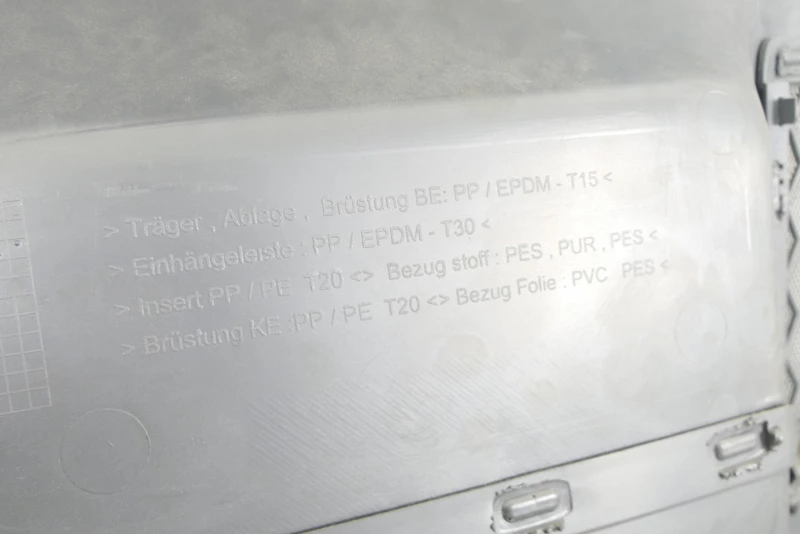 > Träger , Ablage , Brüstung BE: PP / EPDM - T15 <
> Einhängeleiste : PP / EPDM - T30 <
> Insert PP / PE T20 <> Bezug stoff : PES , PUR , PES <
> Brüstung KE :PP / PE T20 <> Bezug Folie : PVC PES <